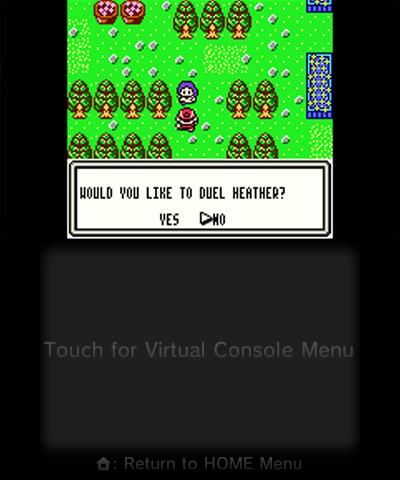 WOULD YOU LIKE TO DUEL HEATHER?
YES ▷NO
Touch for Virtual Console Menu
: Return to HOME Menu